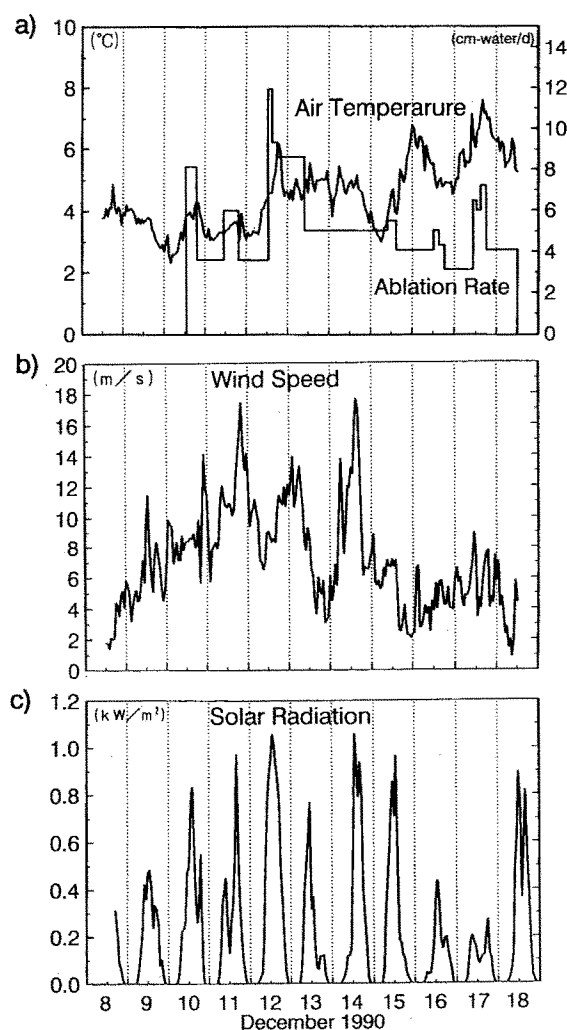 a)
(°C)
(cm-water/d)
10
8
6
4
2
0
14
12
10
8
6
4
2
0
Air Temperarure
Ablation Rate
b)
(m/s)
Wind Speed
20
18
16
14
12
10
8
6
4
2
0
c)
(kW/m²)
Solar Radiation
1.2
1.0
0.8
0.6
0.4
0.2
0.0
8 9 10 11 12 13 14 15 16 17 18
December 1990